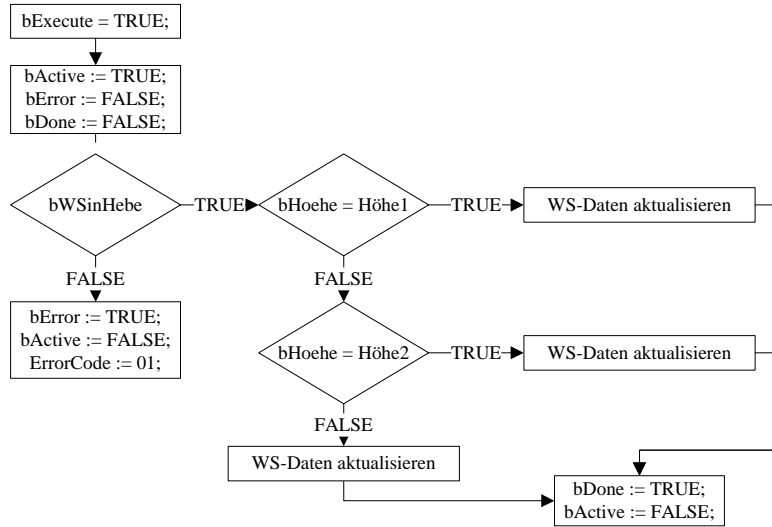 bExecute = TRUE;
bActive := TRUE;
bError := FALSE;
bDone := FALSE;
bWSinHebe
TRUE
bHoehe = Höhe1
TRUE
WS-Daten aktualisieren
FALSE
FALSE
bError := TRUE;
bActive := FALSE;
ErrorCode := 01;
bHoehe = Höhe2
TRUE
WS-Daten aktualisieren
FALSE
WS-Daten aktualisieren
bDone := TRUE;
bActive := FALSE;